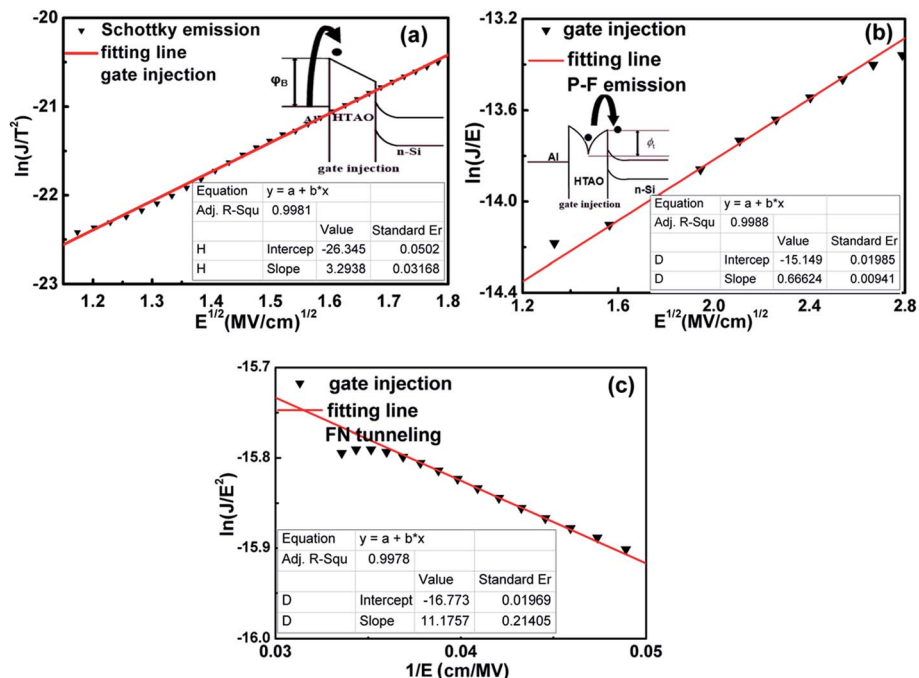 (a)
Schottky emission
fitting line
gate injection
ln(J/T²)
-20
-21
-22
-23
φB
Al
HTAO
n-Si
gate injection
Equation y = a + b*x
Adj. R-Squ 0.9981
Value Standard Er
H Intercep -26.345 0.0502
H Slope 3.2938 0.03168
1.2 1.3 1.4 1.5 1.6 1.7 1.8
E^1/2(MV/cm)^1/2
(b)
gate injection
fitting line
P-F emission
ln(J/E)
-13.2
-13.6
-14.0
-14.4
Al
HTAO
ϕt
n-Si
gate injection
Equation y = a + b*x
Adj. R-Squ 0.9988
Value Standard Er
D Intercep -15.149 0.01985
D Slope 0.66624 0.00941
1.2 1.6 2.0 2.4 2.8
E^1/2(MV/cm)^1/2
(c)
gate injection
fitting line
FN tunneling
ln(J/E²)
-15.7
-15.8
-15.9
-16.0
Equation y = a + b*x
Adj. R-Squ 0.9978
Value Standard Er
D Intercept -16.773 0.01969
D Slope 11.1757 0.21405
0.03 0.04 0.05
1/E (cm/MV)